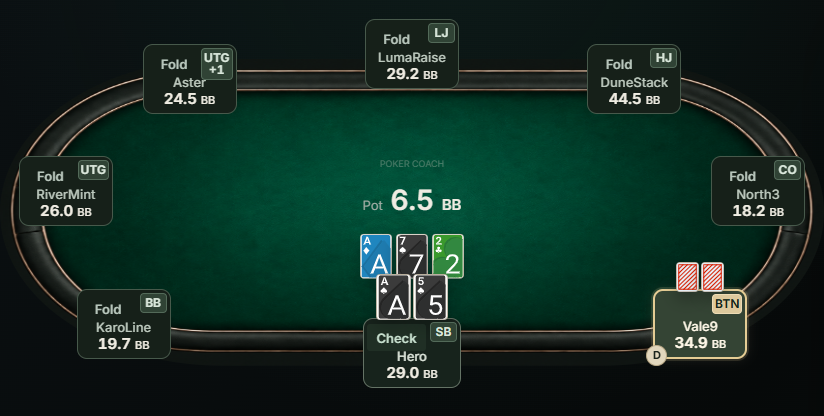 Fold
LJ
LumaRaise
29.2 BB
Fold
UTG
+1
Aster
24.5 BB
Fold
HJ
DuneStack
44.5 BB
Fold
UTG
RiverMint
26.0 BB
POKER COACH
Pot 6.5 BB
Fold
CO
North3
18.2 BB
A♦ A
7♠ 7
2♣ 2
A♠ A
5♠ 5
Fold
BB
KaroLine
19.7 BB
Check
SB
Hero
29.0 BB
BTN
Vale9
34.9 BB
D